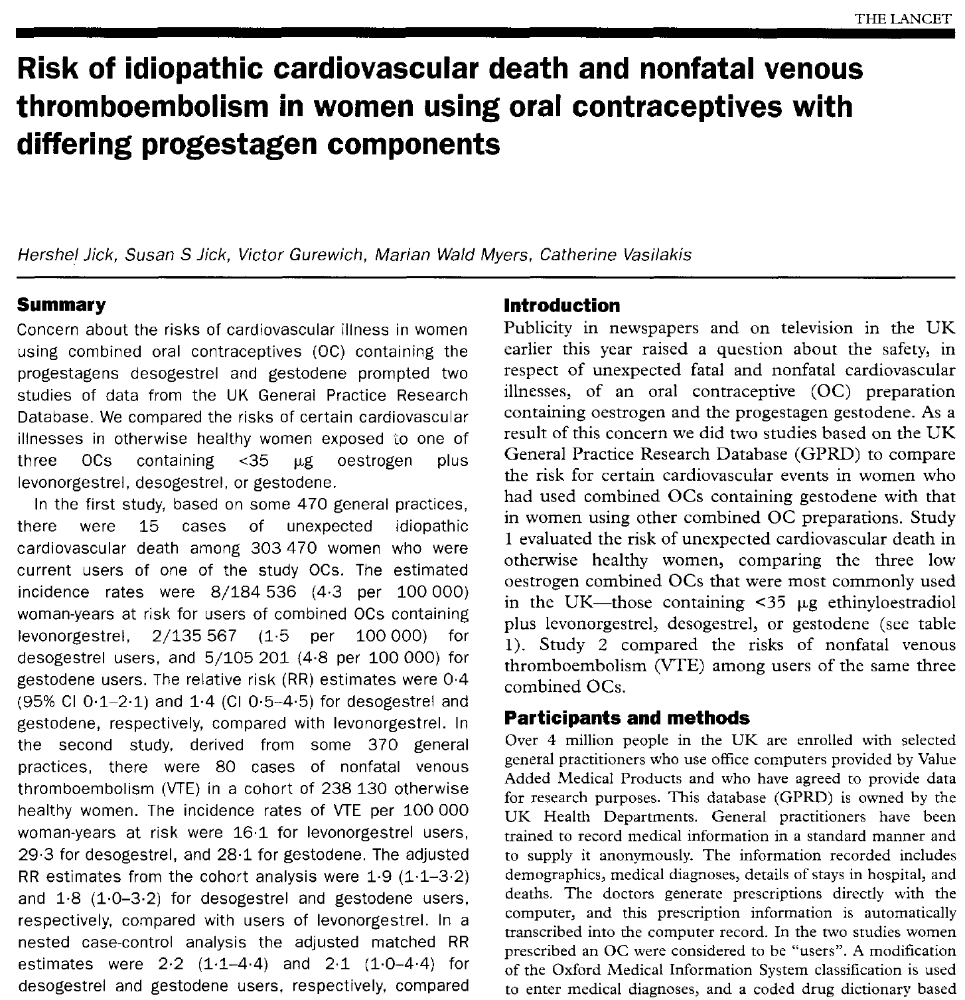 THE LANCET
Risk of idiopathic cardiovascular death and nonfatal venous
thromboembolism in women using oral contraceptives with
differing progestagen components
Hershel Jick, Susan S Jick, Victor Gurewich, Marian Wald Myers, Catherine Vasilakis
Summary
Concern about the risks of cardiovascular illness in women
using combined oral contraceptives (OC) containing the
progestagens desogestrel and gestodene prompted two
studies of data from the UK General Practice Research
Database. We compared the risks of certain cardiovascular
illnesses in otherwise healthy women exposed to one of
three OCs containing <35 μg oestrogen plus
levonorgestrel, desogestrel, or gestodene.
In the first study, based on some 470 general practices,
there were 15 cases of unexpected idiopathic
cardiovascular death among 303 470 women who were
current users of one of the study OCs. The estimated
incidence rates were 8/184 536 (4·3 per 100 000)
woman-years at risk for users of combined OCs containing
levonorgestrel, 2/135 567 (1·5 per 100 000) for
desogestrel users, and 5/105 201 (4·8 per 100 000) for
gestodene users. The relative risk (RR) estimates were 0·4
(95% CI 0·1–2·1) and 1·4 (CI 0·5–4·5) for desogestrel and
gestodene, respectively, compared with levonorgestrel. In
the second study, derived from some 370 general
practices, there were 80 cases of nonfatal venous
thromboembolism (VTE) in a cohort of 238 130 otherwise
healthy women. The incidence rates of VTE per 100 000
woman-years at risk were 16·1 for levonorgestrel users,
29·3 for desogestrel, and 28·1 for gestodene. The adjusted
RR estimates from the cohort analysis were 1·9 (1·1–3·2)
and 1·8 (1·0–3·2) for desogestrel and gestodene users,
respectively, compared with users of levonorgestrel. In a
nested case-control analysis the adjusted matched RR
estimates were 2·2 (1·1–4·4) and 2·1 (1·0–4·4) for
desogestrel and gestodene users, respectively, compared
Introduction
Publicity in newspapers and on television in the UK
earlier this year raised a question about the safety, in
respect of unexpected fatal and nonfatal cardiovascular
illnesses, of an oral contraceptive (OC) preparation
containing oestrogen and the progestagen gestodene. As a
result of this concern we did two studies based on the UK
General Practice Research Database (GPRD) to compare
the risk for certain cardiovascular events in women who
had used combined OCs containing gestodene with that
in women using other combined OC preparations. Study
1 evaluated the risk of unexpected cardiovascular death in
otherwise healthy women, comparing the three low
oestrogen combined OCs that were most commonly used
in the UK—those containing <35 μg ethinyloestradiol
plus levonorgestrel, desogestrel, or gestodene (see table
1). Study 2 compared the risks of nonfatal venous
thromboembolism (VTE) among users of the same three
combined OCs.
Participants and methods
Over 4 million people in the UK are enrolled with selected
general practitioners who use office computers provided by Value
Added Medical Products and who have agreed to provide data
for research purposes. This database (GPRD) is owned by the
UK Health Departments. General practitioners have been
trained to record medical information in a standard manner and
to supply it anonymously. The information recorded includes
demographics, medical diagnoses, details of stays in hospital, and
deaths. The doctors generate prescriptions directly with the
computer, and this prescription information is automatically
transcribed into the computer record. In the two studies women
prescribed an OC were considered to be “users”. A modification
of the Oxford Medical Information System classification is used
to enter medical diagnoses, and a coded drug dictionary based